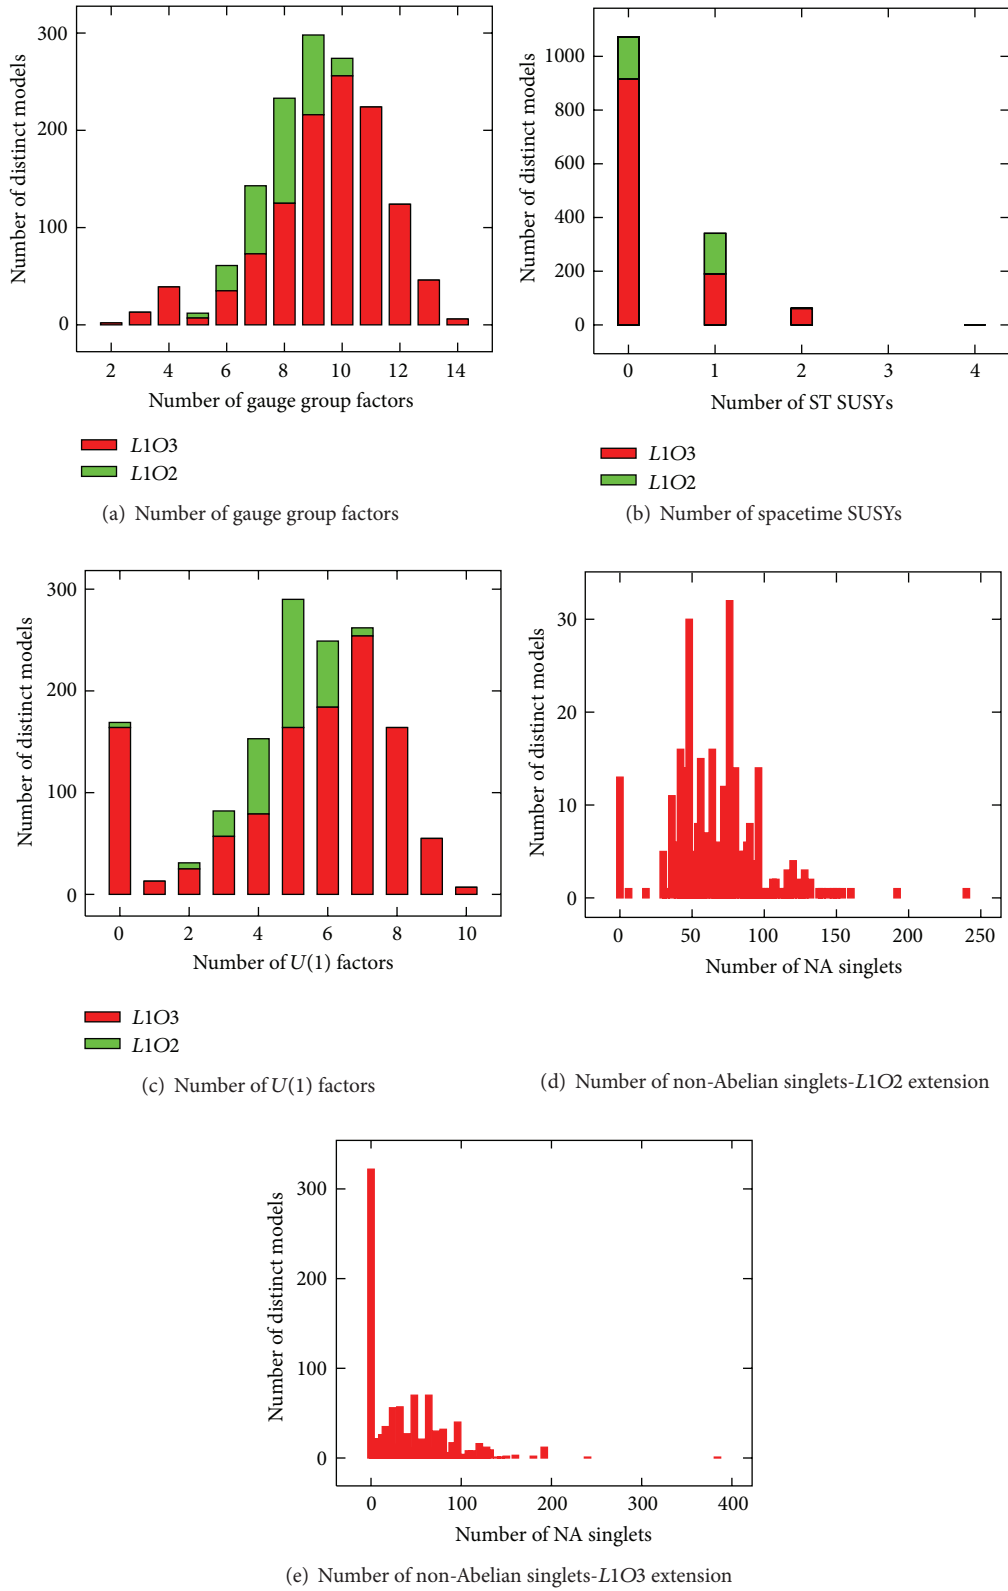 300
200
100
0
Number of distinct models
2 4 6 8 10 12 14
Number of gauge group factors
L1O3
L1O2
(a) Number of gauge group factors
1000
800
600
400
200
0
Number of distinct models
0 1 2 3 4
Number of ST SUSYs
L1O3
L1O2
(b) Number of spacetime SUSYs
300
200
100
0
Number of distinct models
0 2 4 6 8 10
Number of U(1) factors
L1O3
L1O2
(c) Number of U(1) factors
30
20
10
0
Number of distinct models
0 50 100 150 200 250
Number of NA singlets
(d) Number of non-Abelian singlets-L1O2 extension
300
200
100
0
Number of distinct models
0 100 200 300 400
Number of NA singlets
(e) Number of non-Abelian singlets-L1O3 extension